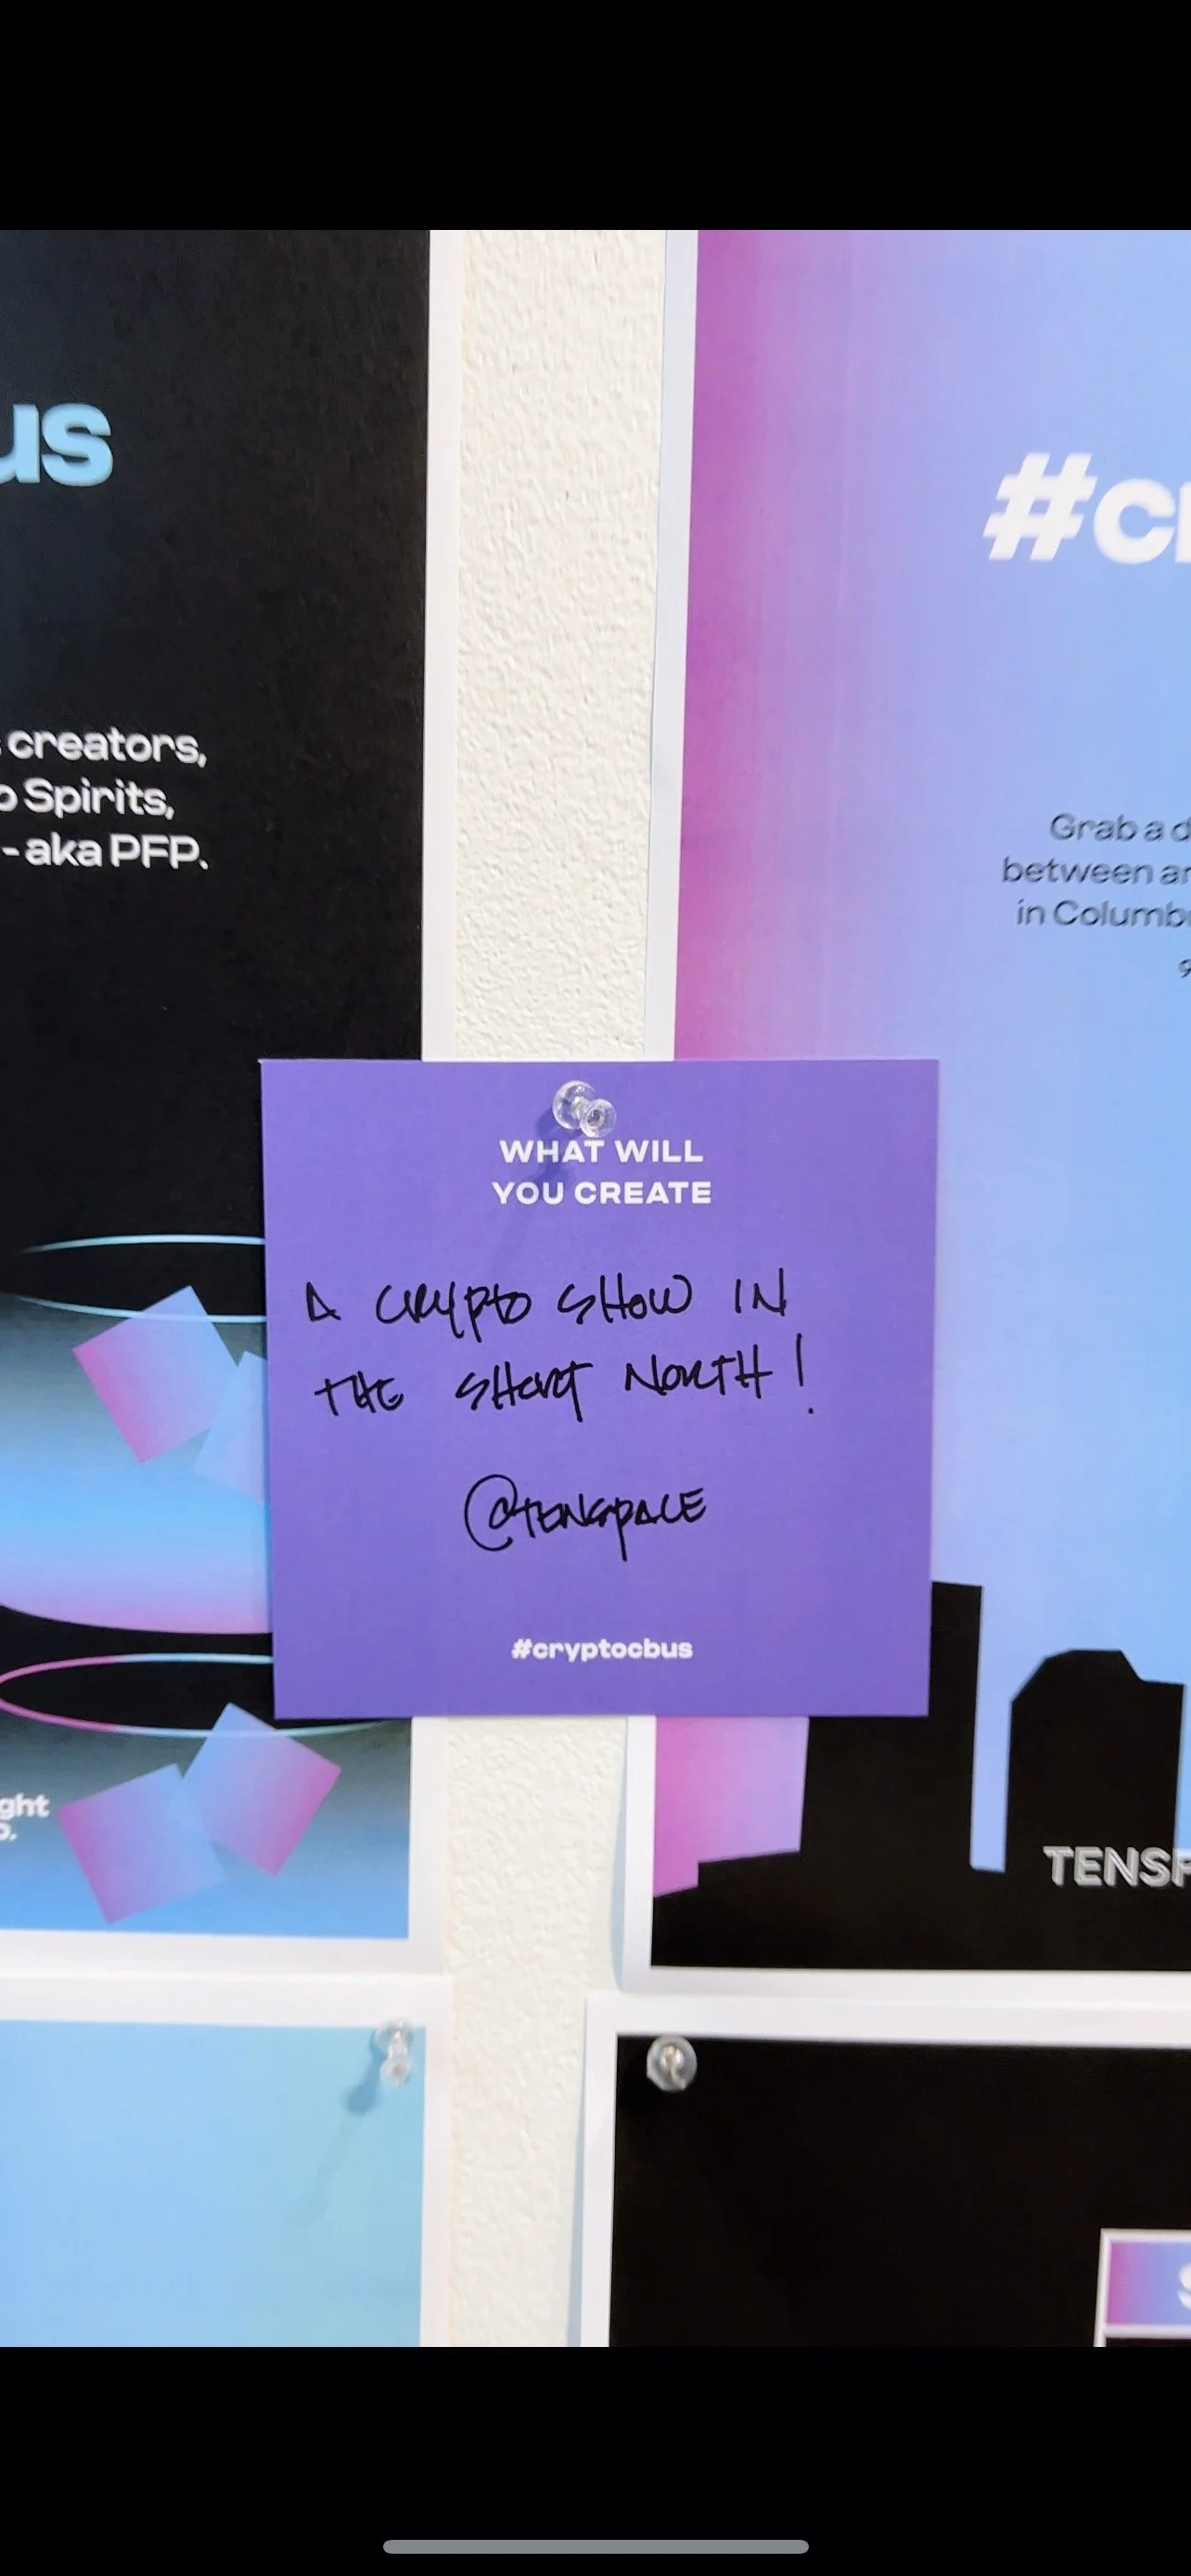 us
creators,
Spirits,
- aka PFP.
ght
#c
Grab a
between
in
TENS
WHAT WILL
YOU CREATE
A CRYPTO SHOW IN
THE SHORT NORTH!
@TENSPACE
#cryptocbus
S